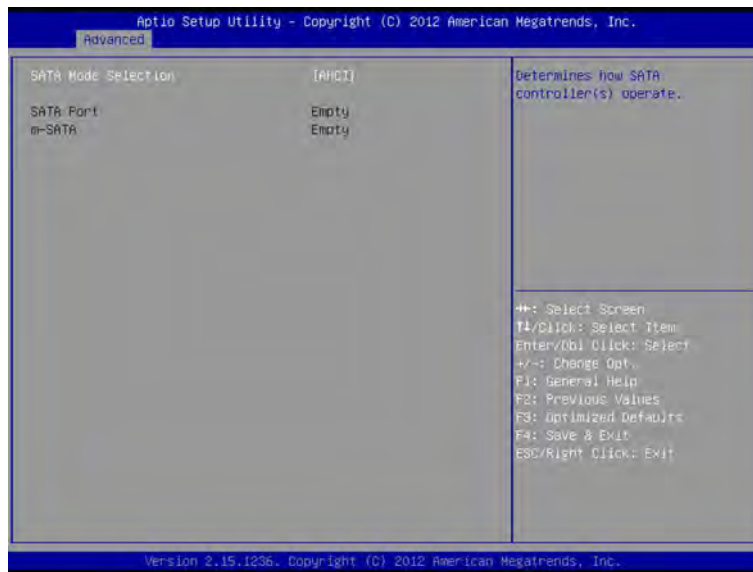 Aptio Setup Utility - Copyright (C) 2012 American Megatrends, Inc.
Advanced
SATA Mode Selection [AHCI]
SATA Port Empty
m-SATA Empty
Determines how SATA
controller(s) operate.
→←: Select Screen
↑↓/Click: Select Item
Enter/Dbl Click: Select
+/-: Change Opt.
F1: General Help
F2: Previous Values
F3: Optimized Defaults
F4: Save & Exit
ESC/Right Click: Exit
Version 2.15.1236. Copyright (C) 2012 American Megatrends, Inc.